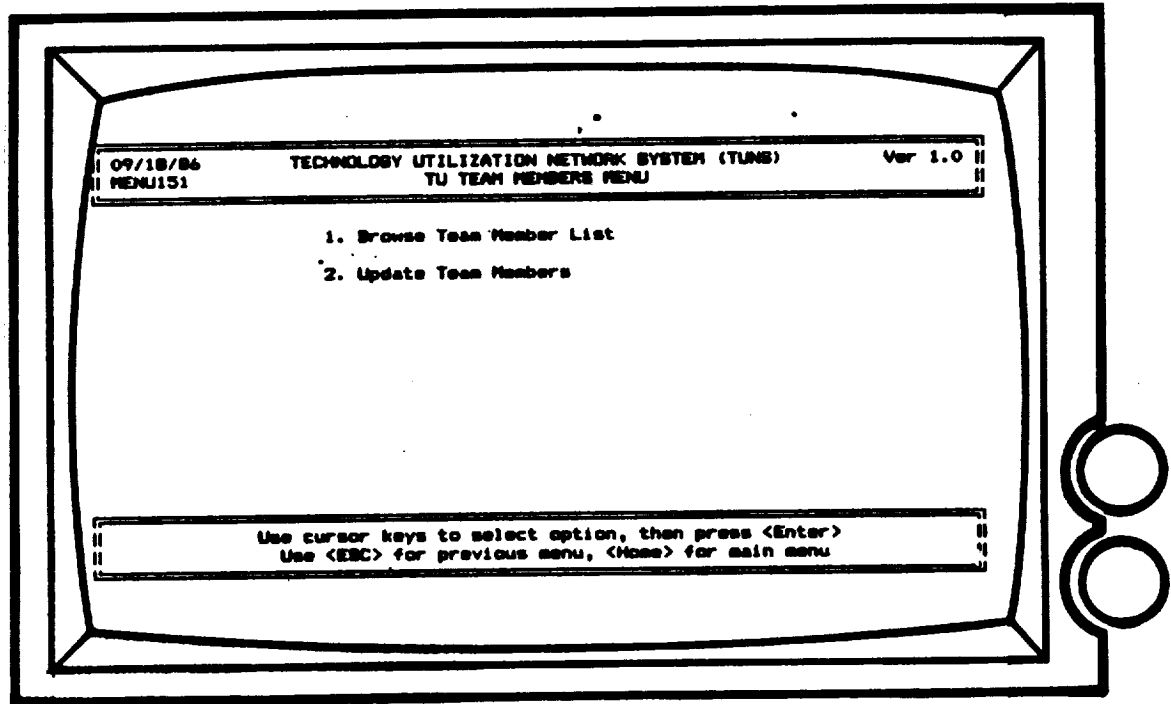 09/18/86 TECHNOLOGY UTILIZATION NETWORK SYSTEM (TUNS) Ver 1.0
MENU151 TU TEAM MEMBERS MENU
1. Browse Team Member List
2. Update Team Members
Use cursor keys to select option, then press <Enter>
Use <ESC> for previous menu, <Home> for main menu